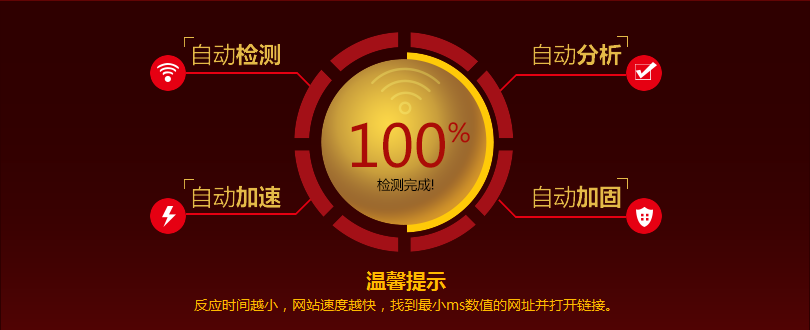 自动检测
自动分析
100%
检测完成!
自动加速
自动加固
温馨提示
反应时间越小，网站速度越快，找到最小ms数值的网址并打开链接。